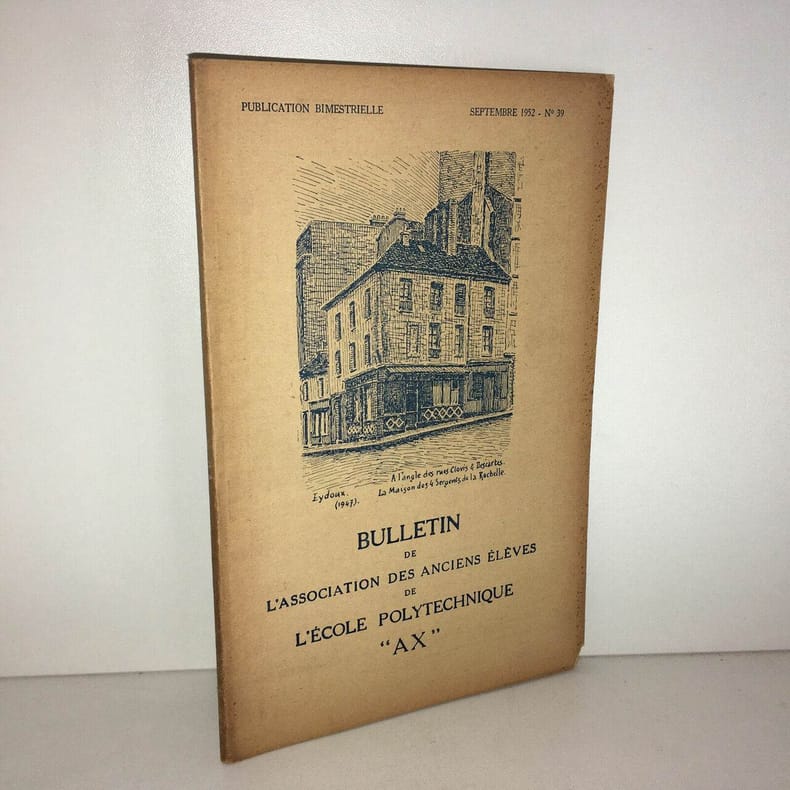 PUBLICATION BIMESTRIELLE
SEPTEMBRE 1952 - Nº 39
Eydoux.
(1947).
A l'angle des rues Clovis & Descartes.
La Maison des 4 Sergents de la Rochelle.
BULLETIN
DE
L'ASSOCIATION DES ANCIENS ÉLÈVES
DE
L'ÉCOLE POLYTECHNIQUE
"AX"